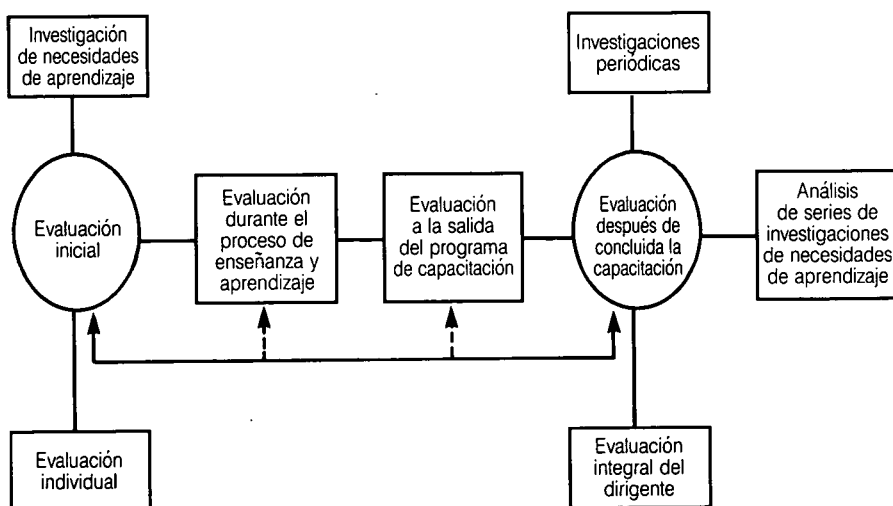 Investigación
de necesidades
de aprendizaje
Investigaciones
periódicas
Evaluación
inicial
Evaluación
durante el
proceso de
enseñanza y
aprendizaje
Evaluación
a la salida
del programa
de capacitación
Evaluación
después de
concluida la
capacitación
Análisis
de series de
investigaciones
de necesidades
de aprendizaje
Evaluación
individual
Evaluación
integral del
dirigente